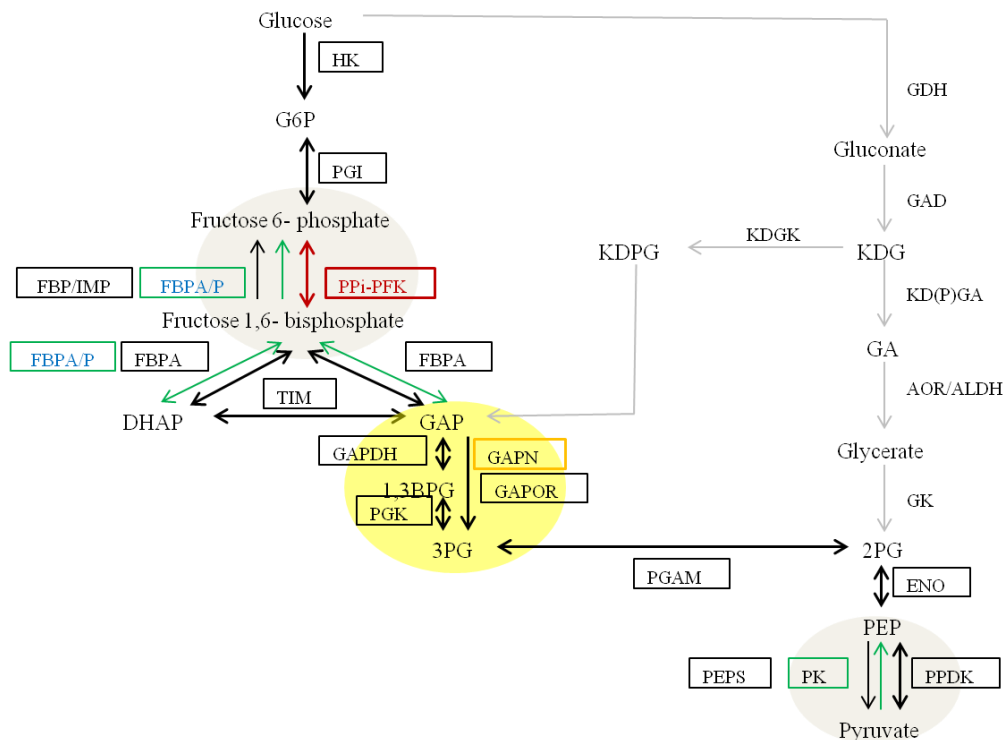 Glucose
HK
GDH
G6P
Gluconate
PGI
GAD
Fructose 6- phosphate
KDPG
KDGK
KDG
FBP/IMP
FBPA/P
PPi-PFK
KD(P)GA
Fructose 1,6- bisphosphate
GA
FBPA/P
FBPA
FBPA
AOR/ALDH
TIM
DHAP
GAP
Glycerate
GAPDH
GAPN
1,3BPG
GAPOR
GK
PGK
3PG
2PG
PGAM
ENO
PEP
PEPS
PK
PPDK
Pyruvate